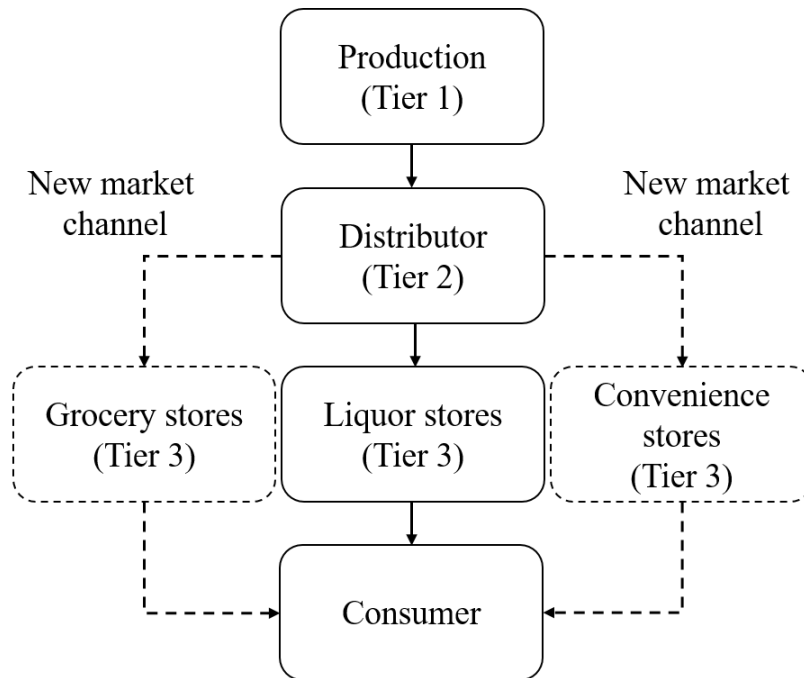 Production
(Tier 1)
New market
channel
New market
channel
Distributor
(Tier 2)
Grocery stores
(Tier 3)
Liquor stores
(Tier 3)
Convenience
stores
(Tier 3)
Consumer